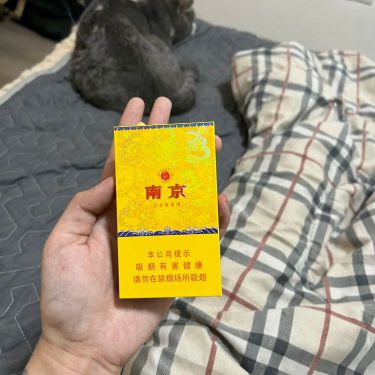 南京
本公司提示
吸烟有害健康
请勿在禁烟场所吸烟